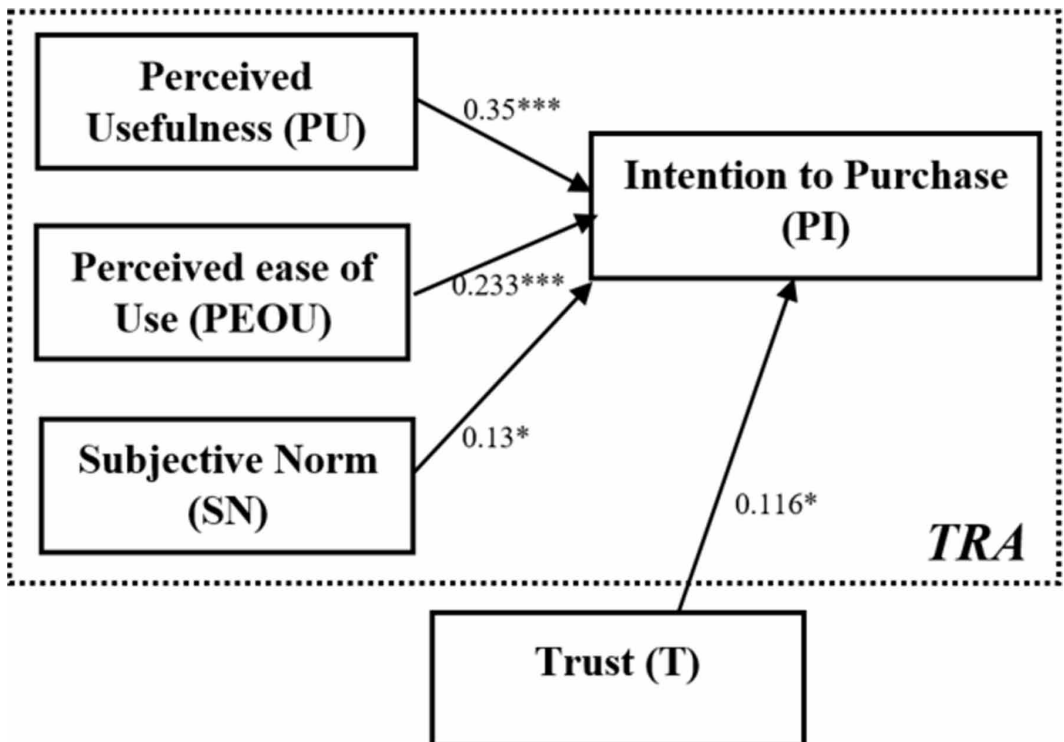 Perceived
Usefulness (PU)
0.35***
Intention to Purchase
(PI)
Perceived ease of
Use (PEOU)
0.233***
Subjective Norm
(SN)
0.13*
0.116*
TRA
Trust (T)